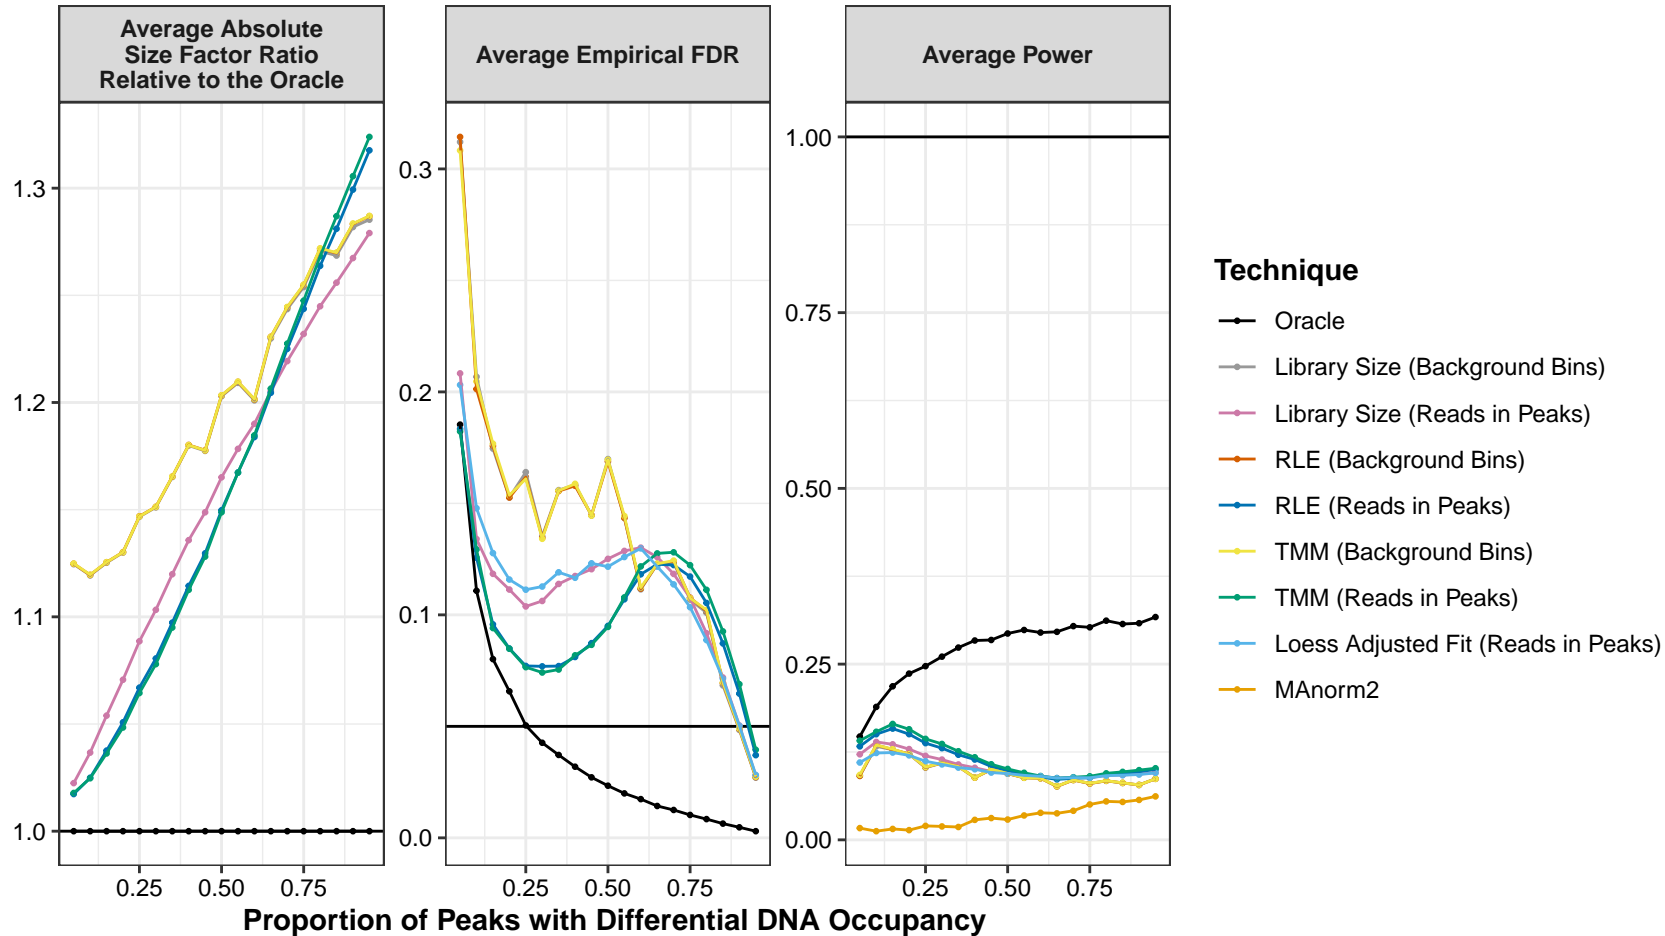 Average Absolute
Size Factor Ratio
Relative to the Oracle
Average Empirical FDR
Average Power
1.3
1.2
1.1
1.0
0.25 0.50 0.75
0.3
0.2
0.1
0.0
0.25 0.50 0.75
1.00
0.75
0.50
0.25
0.00
0.25 0.50 0.75
Proportion of Peaks with Differential DNA Occupancy
Technique
Oracle
Library Size (Background Bins)
Library Size (Reads in Peaks)
RLE (Background Bins)
RLE (Reads in Peaks)
TMM (Background Bins)
TMM (Reads in Peaks)
Loess Adjusted Fit (Reads in Peaks)
MAnorm2